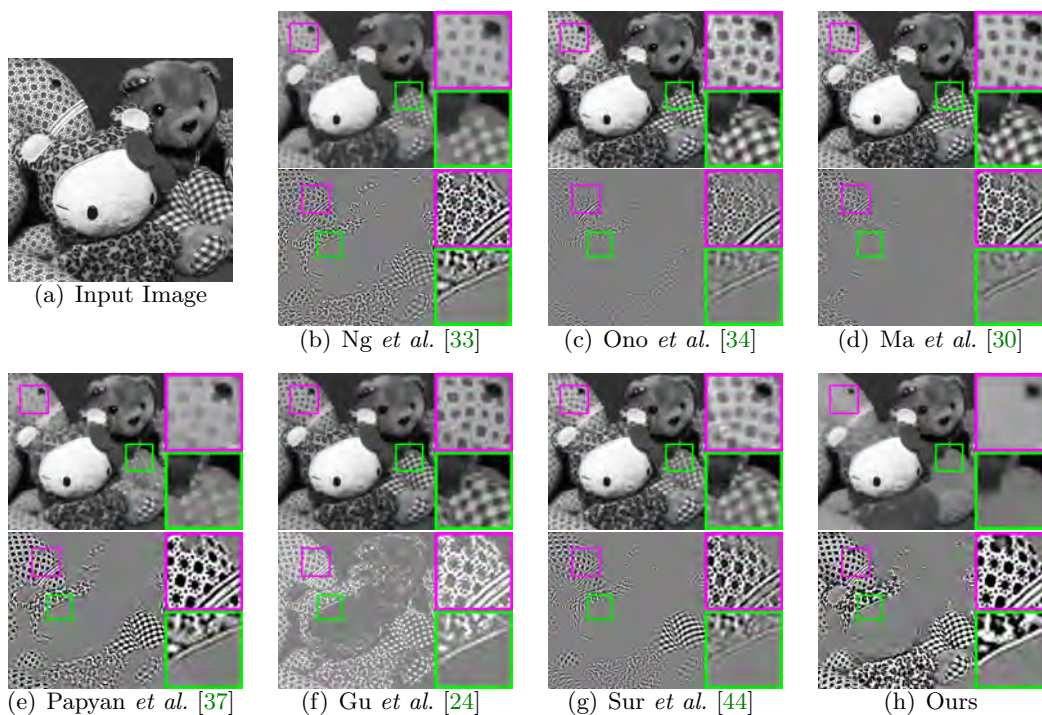 (a) Input Image
(b) Ng et al. [33]
(c) Ono et al. [34]
(d) Ma et al. [30]
(e) Papyan et al. [37]
(f) Gu et al. [24]
(g) Sur et al. [44]
(h) Ours